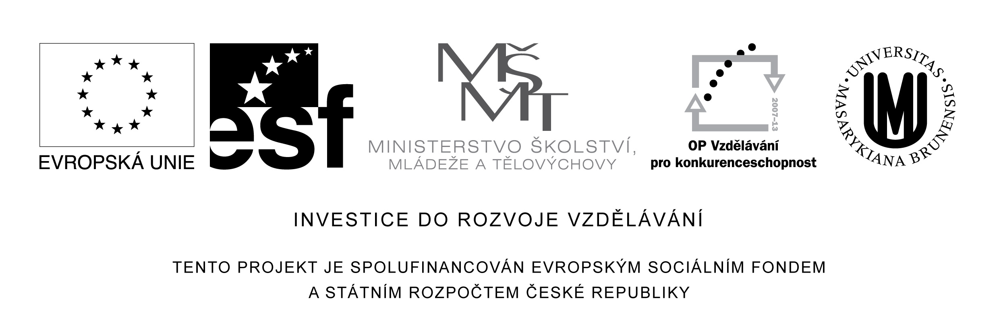 EVROPSKÁ UNIE
esf
MŠMT
MINISTERSTVO ŠKOLSTVÍ,
MLÁDEŽE A TĚLOVÝCHOVY
2007-13
OP Vzdělávání
pro konkurenceschopnost
UNIVERSITAS • MASARYKIANA BRUNENSIS •
MU
INVESTICE DO ROZVOJE VZDĚLÁVÁNÍ
TENTO PROJEKT JE SPOLUFINANCOVÁN EVROPSKÝM SOCIÁLNÍM FONDEM
A STÁTNÍM ROZPOČTEM ČESKÉ REPUBLIKY